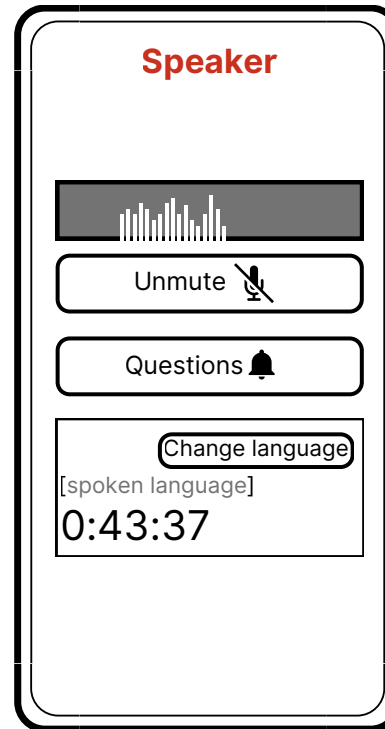 Speaker
Unmute
Questions
Change language
[spoken language]
0:43:37